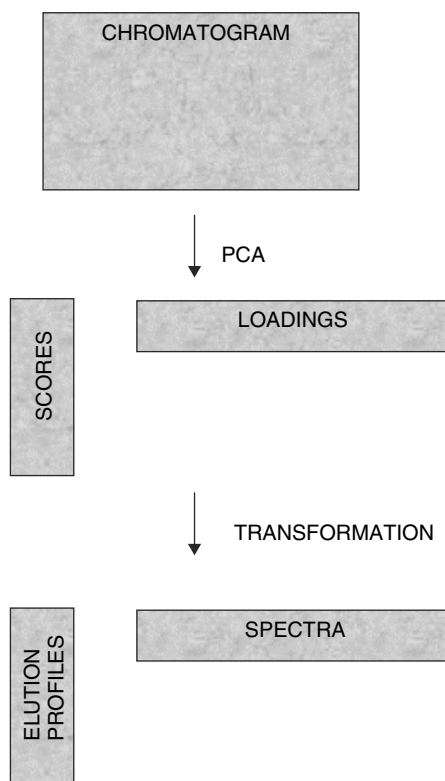 CHROMATOGRAM
PCA
LOADINGS
SCORES
TRANSFORMATION
SPECTRA
ELUTION
PROFILES